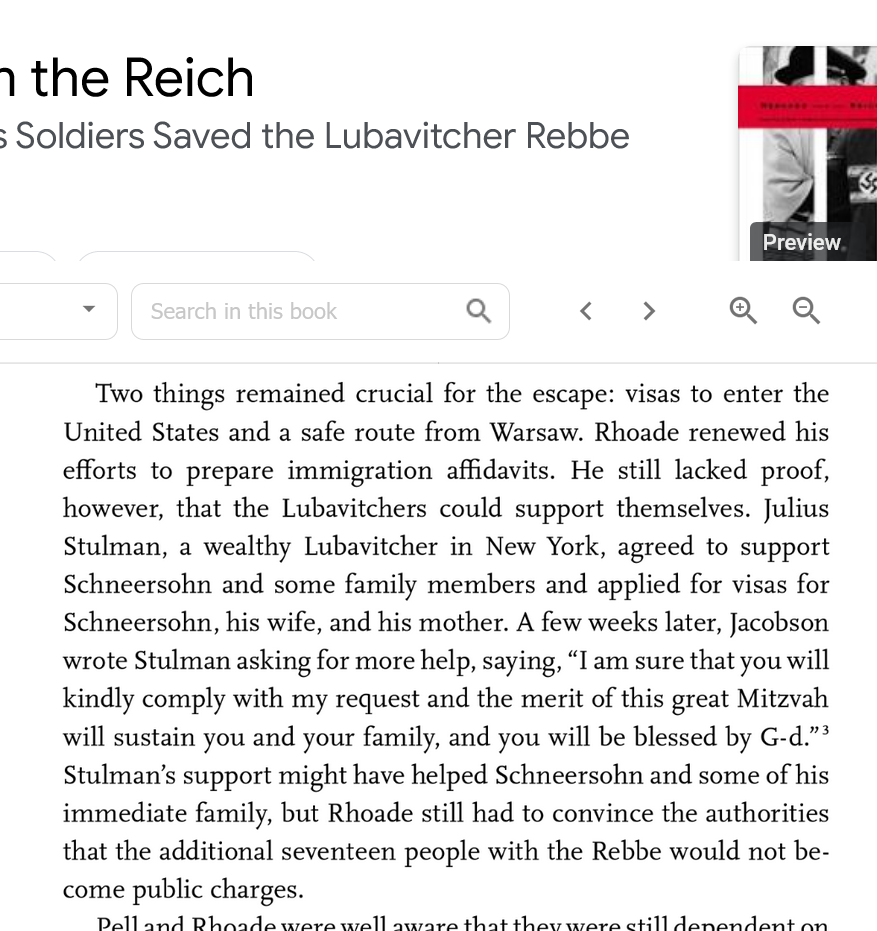 n the Reich
s Soldiers Saved the Lubavitcher Rebbe
Preview
Search in this book
Two things remained crucial for the escape: visas to enter the
United States and a safe route from Warsaw. Rhoade renewed his
efforts to prepare immigration affidavits. He still lacked proof,
however, that the Lubavitchers could support themselves. Julius
Stulman, a wealthy Lubavitcher in New York, agreed to support
Schneersohn and some family members and applied for visas for
Schneersohn, his wife, and his mother. A few weeks later, Jacobson
wrote Stulman asking for more help, saying, “I am sure that you will
kindly comply with my request and the merit of this great Mitzvah
will sustain you and your family, and you will be blessed by G-d.”³
Stulman’s support might have helped Schneersohn and some of his
immediate family, but Rhoade still had to convince the authorities
that the additional seventeen people with the Rebbe would not be-
come public charges.
Pell and Rhoade were well aware that they were still dependent on